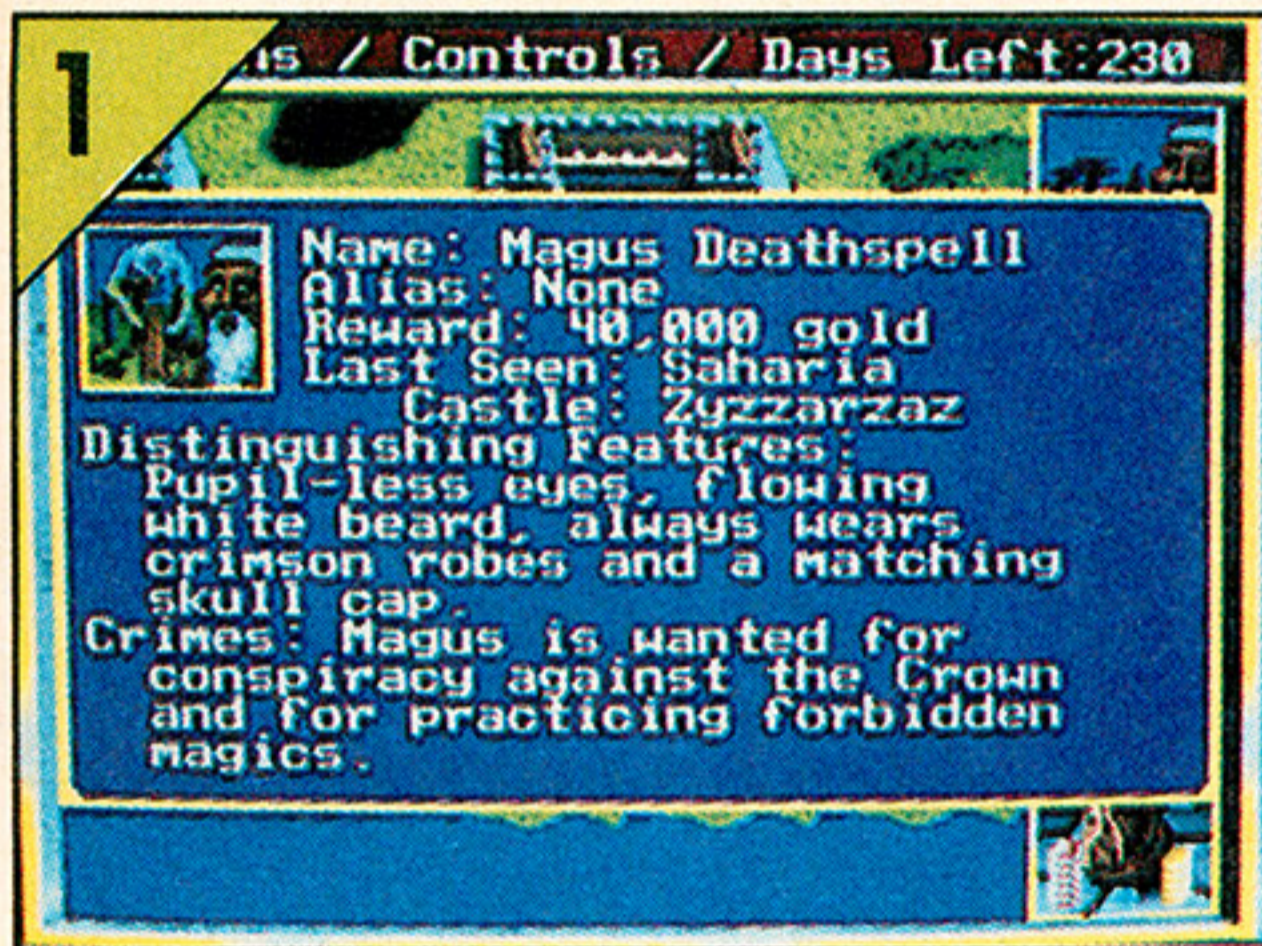 1
/ Controls / Days Left:230
Name: Magus Deathspell
Alias: None
Reward: 40,000 gold
Last Seen: Saharia
Castle: Zyzzarzaz
Distinguishing Features:
Pupil-less eyes, flowing
white beard, always wears
crimson robes and a matching
skull cap.
Crimes: Magus is wanted for
conspiracy against the Crown
and for practicing forbidden
magics.